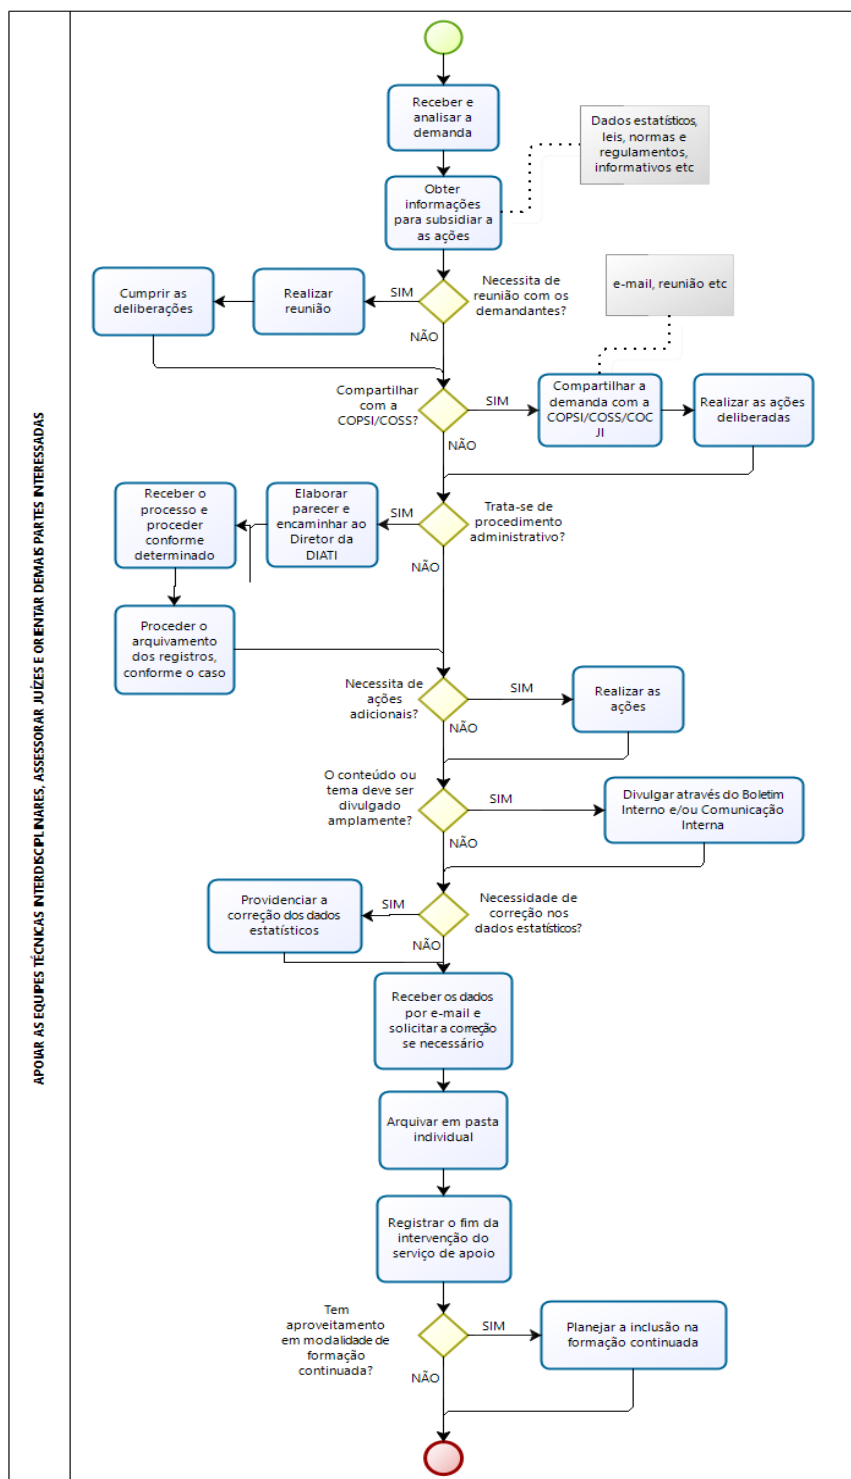 APOIAR AS EQUIPES TÉCNICAS INTERDISCIPLINARES, ASSESSORAR JUÍZES E ORIENTAR DEMAIS PARTES INTERESSADAS
Receber e
analisar a
demanda
Dados estatísticos,
leis, normas e
regulamentos,
informativos etc
Obter
informações
para subsidiar a
as ações
Necessita de
reunião com os
demandantes?
SIM
NÃO
Realizar
reunião
Cumprir as
deliberações
e-mail, reunião etc
Compartilhar
com a
COPSI/COSS?
SIM
NÃO
Compartilhar a
demanda com a
COPSI/COSS/COC
JI
Realizar as ações
deliberadas
Trata-se de
procedimento
administrativo?
SIM
NÃO
Elaborar
parecer e
encaminhar ao
Diretor da
DIATI
Receber o
processo e
proceder
conforme
determinado
Proceder o
arquivamento
dos registros,
conforme o caso
Necessita de
ações
adicionais?
SIM
NÃO
Realizar as
ações
O conteúdo ou
tema deve ser
divulgado
amplamente?
SIM
NÃO
Divulgar através do Boletim
Interno e/ou Comunicação
Interna
Necessidade de
correção nos
dados estatísticos?
SIM
NÃO
Providenciar a
correção dos dados
estatísticos
Receber os dados
por e-mail e
solicitar a correção
se necessário
Arquivar em pasta
individual
Registrar o fim da
intervenção do
serviço de apoio
Tem
aproveitamento
em modalidade de
formação
continuada?
SIM
NÃO
Planejar a inclusão na
formação continuada